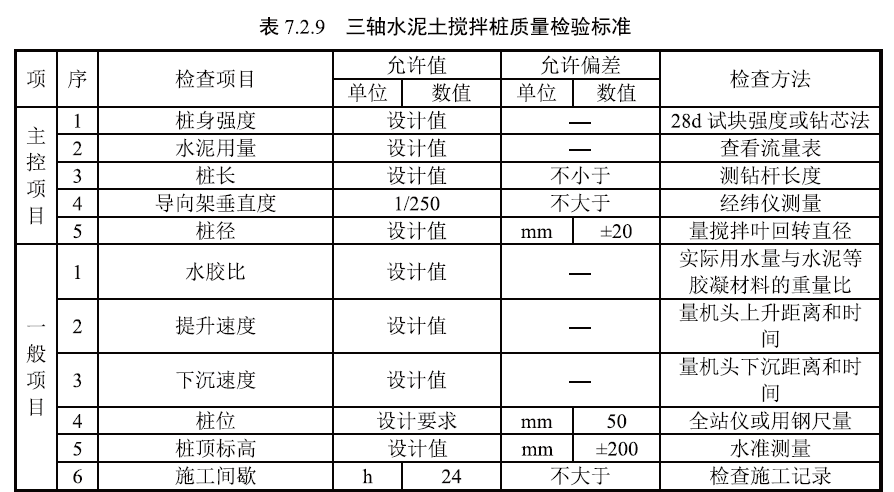 表 7.2.9 三轴水泥土搅拌桩质量检验标准
项 序 检查项目 允许值 允许偏差 检查方法
单位 数值 单位 数值
主控项目
1 桩身强度 设计值 — 28d 试块强度或钻芯法
2 水泥用量 设计值 — 查看流量表
3 桩长 设计值 不小于 测钻杆长度
4 导向架垂直度 1/250 不大于 经纬仪测量
5 桩径 设计值 mm ±20 量搅拌叶回转直径
一般项目
1 水胶比 设计值 — 实际用水量与水泥等
胶凝材料的重量比
2 提升速度 设计值 — 量机头上升距离和时
间
3 下沉速度 设计值 — 量机头下沉距离和时
间
4 桩位 设计要求 mm 50 全站仪或用钢尺量
5 桩顶标高 设计值 mm ±200 水准测量
6 施工间歇 h 24 不大于 检查施工记录